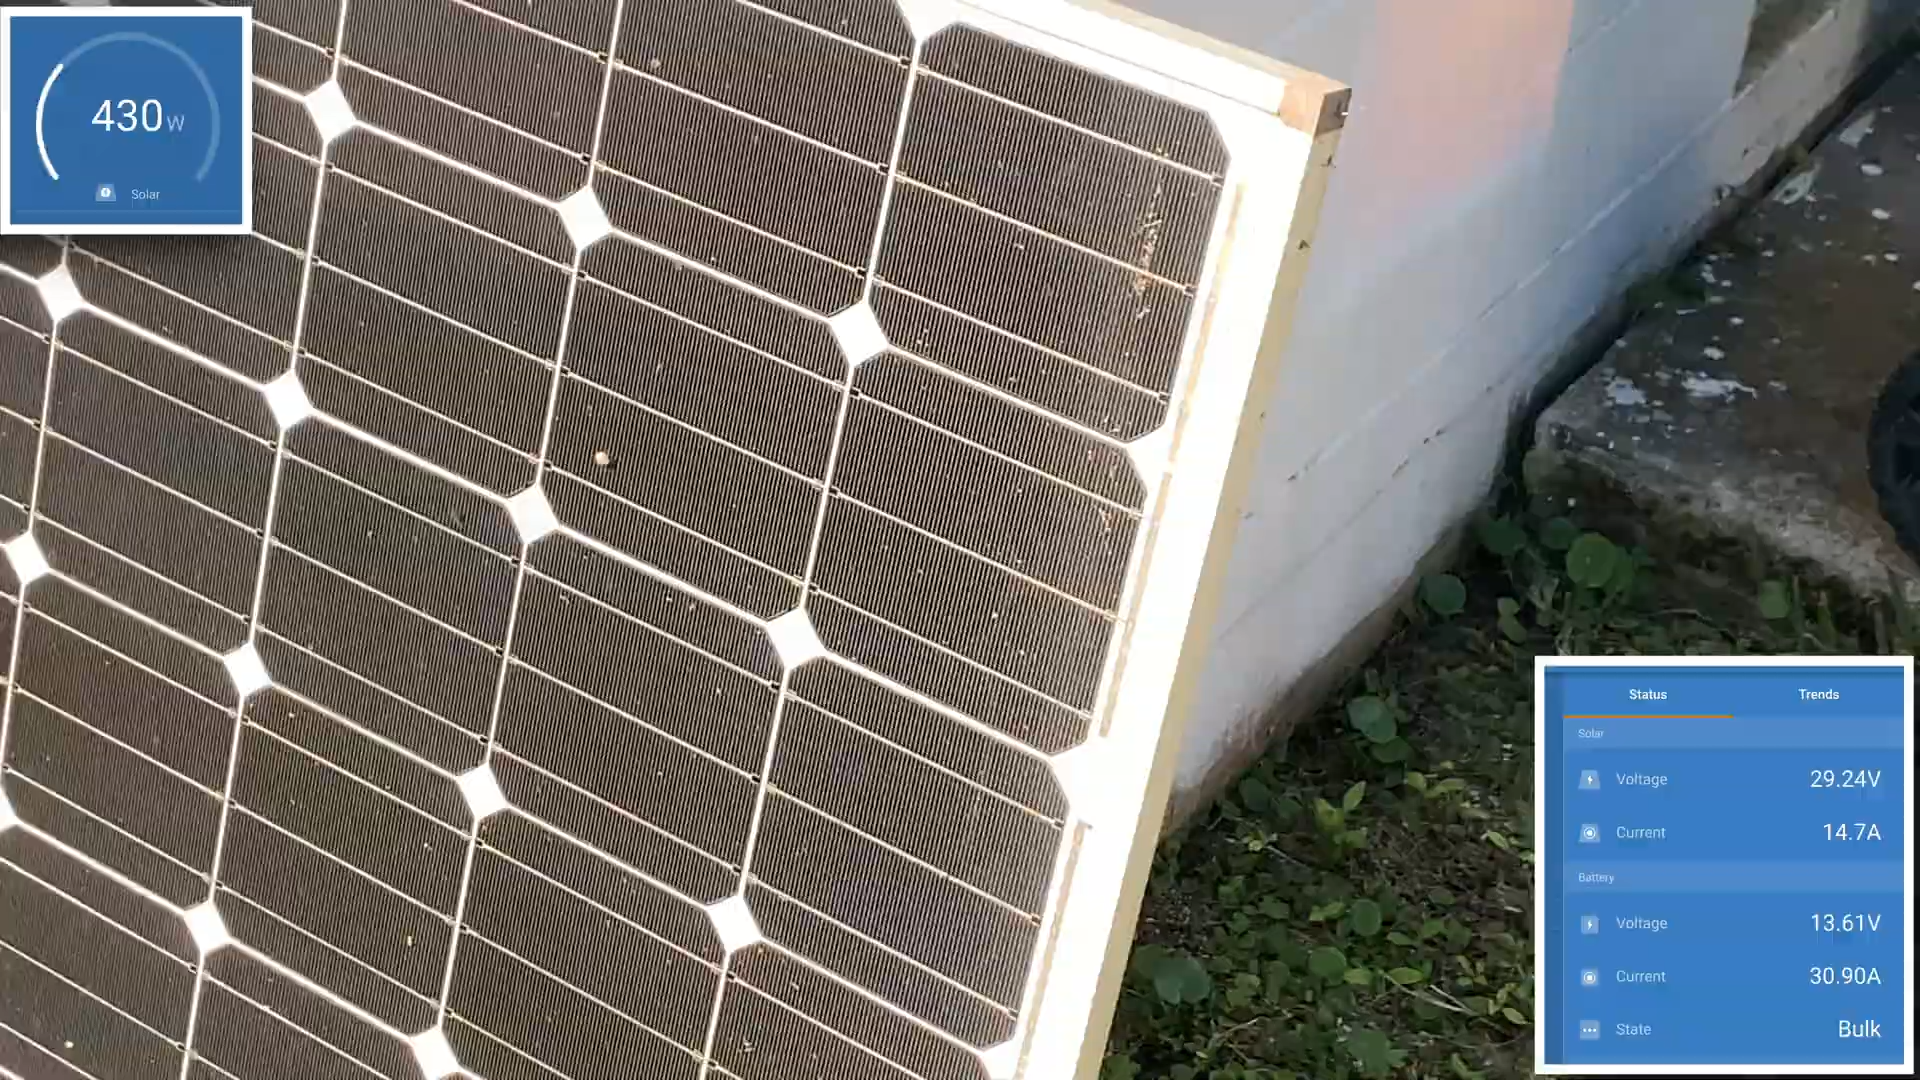 430W
Solar
Status Trends
Solar
Voltage 29.24V
Current 14.7A
Battery
Voltage 13.61V
Current 30.90A
State Bulk